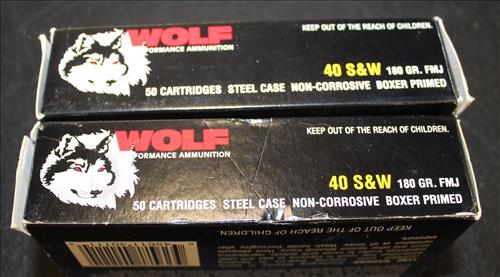 WOLF
KEEP OUT OF THE REACH OF CHILDREN.
FORMANCE AMMUNITION
40 S&W 180 GR. FMJ
50 CARTRIDGES STEEL CASE NON-CORROSIVE BOXER PRIMED
WOLF
KEEP OUT OF THE REACH OF CHILDREN.
FORMANCE AMMUNITION
40 S&W 180 GR. FMJ
50 CARTRIDGES STEEL CASE NON-CORROSIVE BOXER PRIMED
KEEP OUT OF THE REACH
OF CHILDREN.